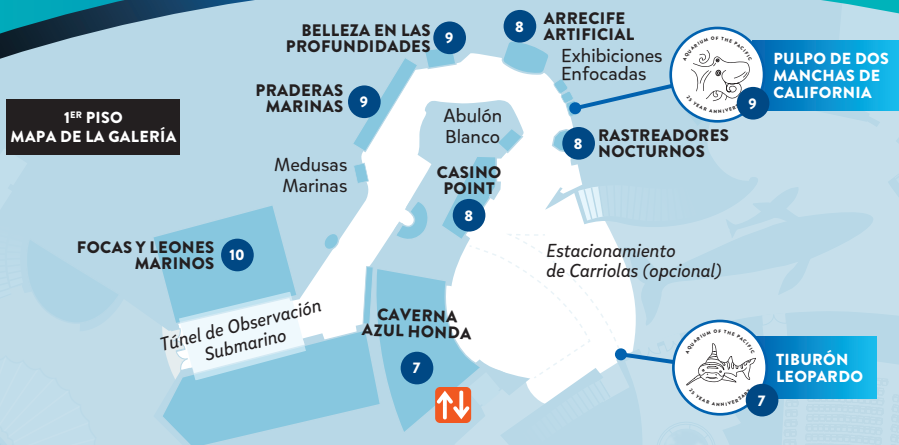 1ER PISO
MAPA DE LA GALERÍA
BELLEZA EN LAS
PROFUNDIDADES
9
8
ARRECIFE
ARTIFICIAL
Exhibiciones
Enfocadas
AQUARIUM OF THE PACIFIC
25 YEAR ANNIVERSARY
9
PULPO DE DOS
MANCHAS DE
CALIFORNIA
PRADERAS
MARINAS
9
Abulón
Blanco
8
RASTREADORES
NOCTURNOS
Medusas
Marinas
CASINO
POINT
8
FOCAS Y LEONES
MARINOS
10
Estacionamiento
de Carriolas (opcional)
Túnel de Observación
Submarino
CAVERNA
AZUL HONDA
7
AQUARIUM OF THE PACIFIC
25 YEAR ANNIVERSARY
7
TIBURÓN
LEOPARDO